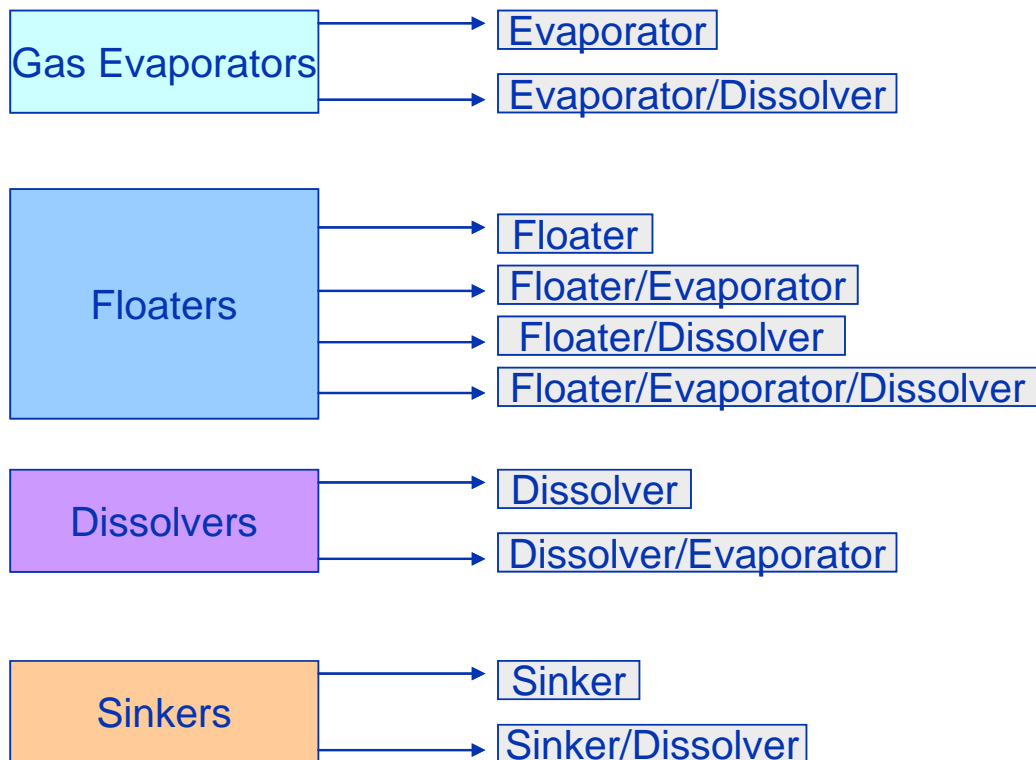 Gas Evaporators
Evaporator
Evaporator/Dissolver
Floaters
Floater
Floater/Evaporator
Floater/Dissolver
Floater/Evaporator/Dissolver
Dissolvers
Dissolver
Dissolver/Evaporator
Sinkers
Sinker
Sinker/Dissolver